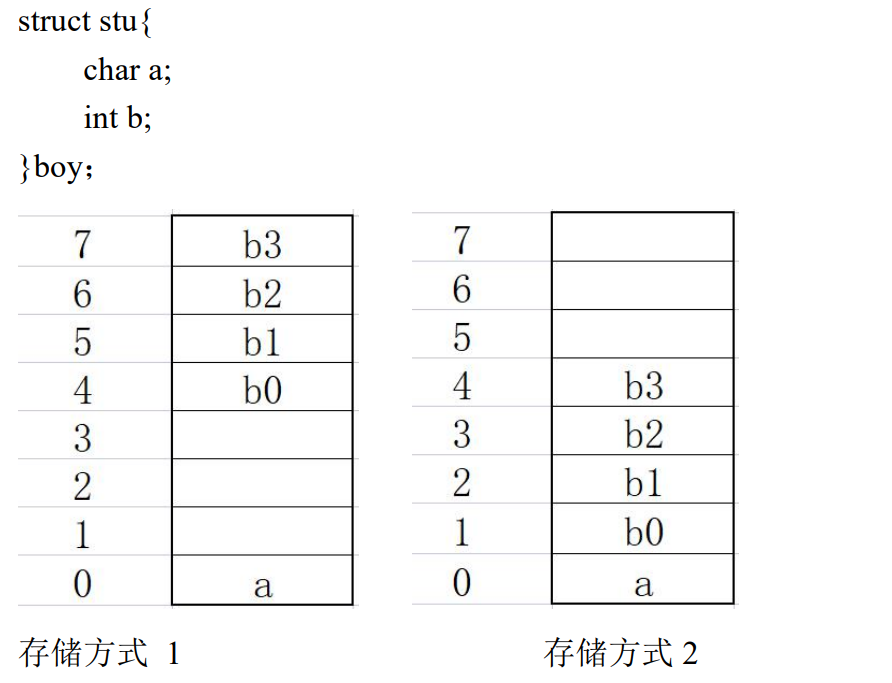 struct stu{
char a;
int b;
}boy；
7 b3 7
6 b2 6
5 b1 5
4 b0 4 b3
3 3 b2
2 2 b1
1 1 b0
0 a 0 a
存储方式 1 存储方式 2